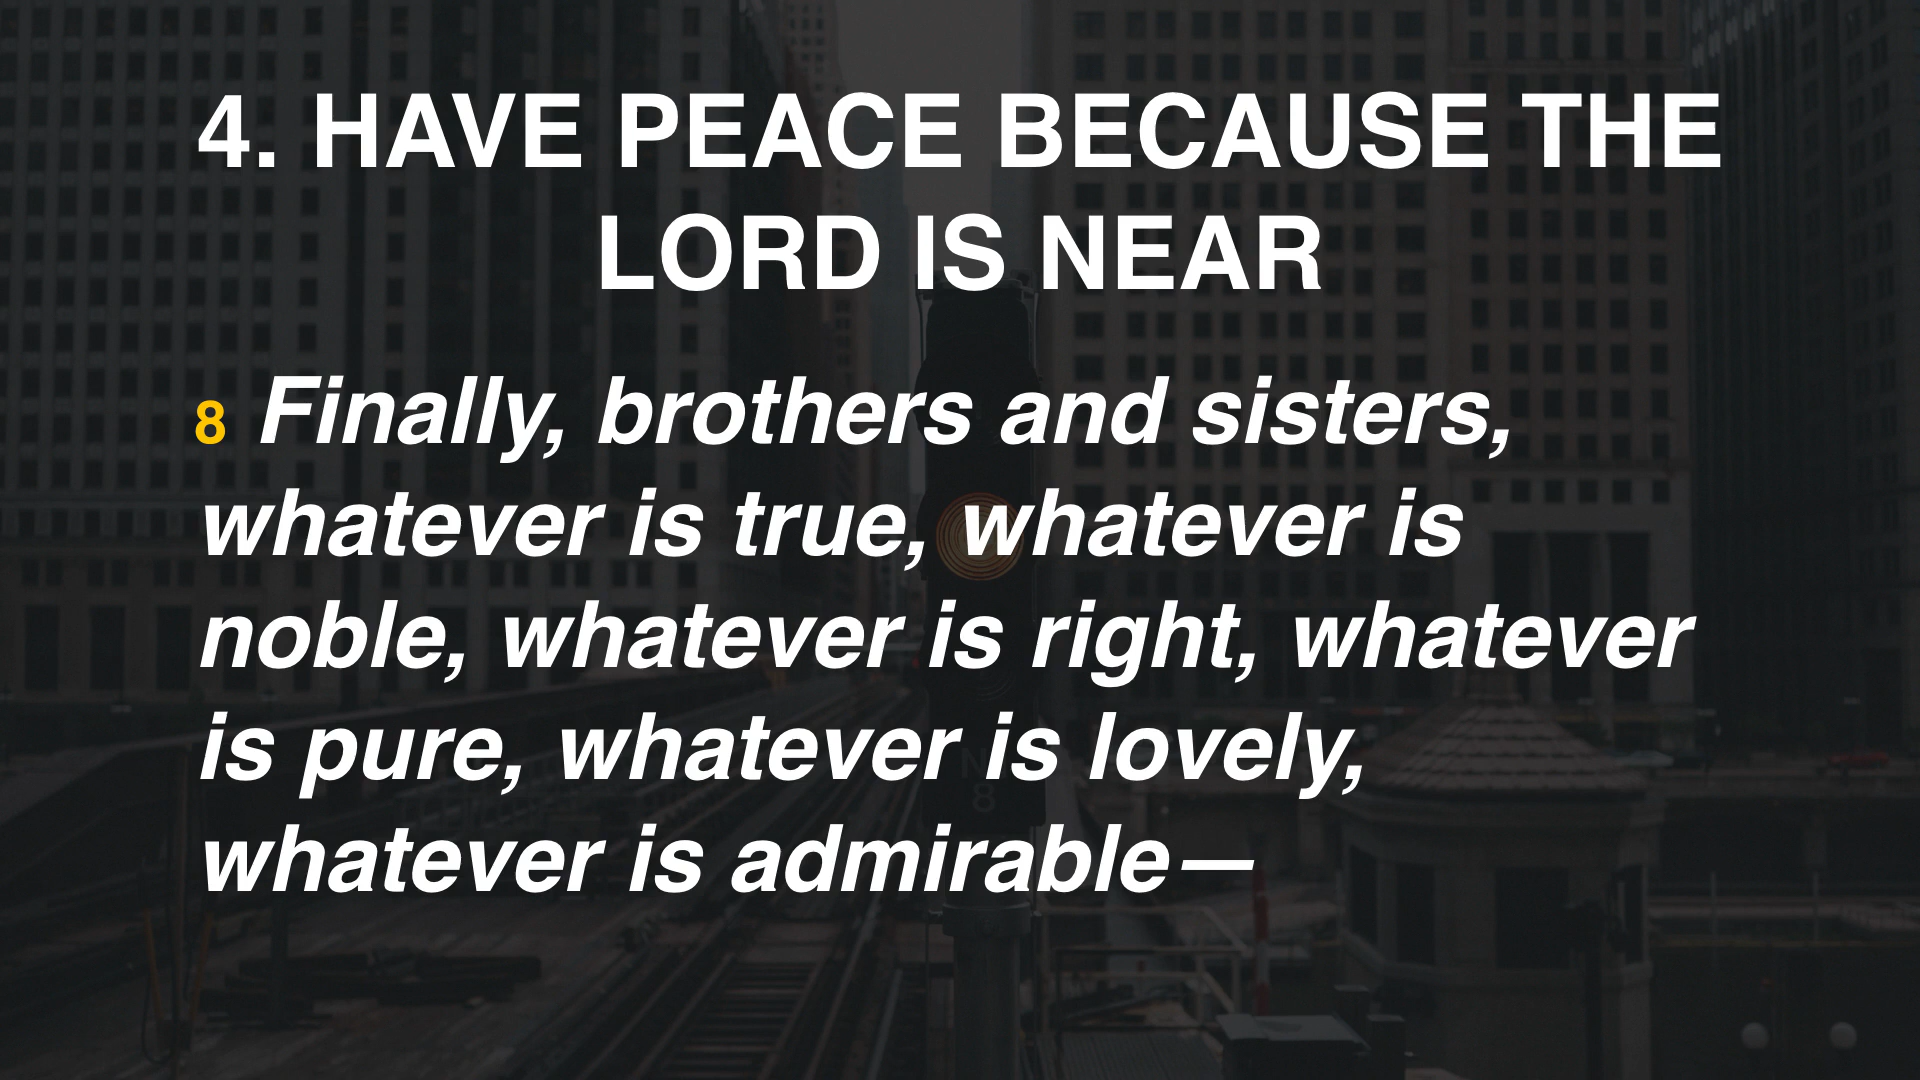 4. HAVE PEACE BECAUSE THE
LORD IS NEAR
8 Finally, brothers and sisters,
whatever is true, whatever is
noble, whatever is right, whatever
is pure, whatever is lovely,
whatever is admirable—
N
8